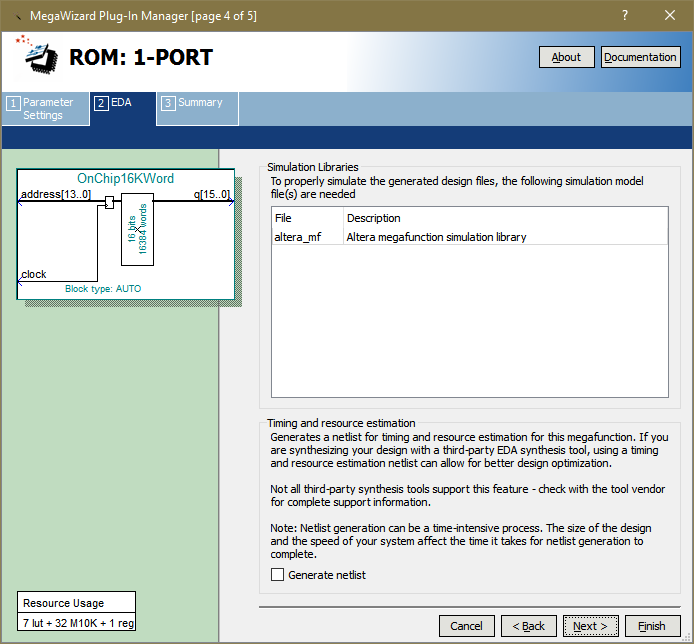 MegaWizard Plug-In Manager [page 4 of 5]
ROM: 1-PORT
About
Documentation
1 Parameter Settings
2 EDA
3 Summary
OnChip16KWord
address[13..0]
q[15..0]
16 bits
16384 words
clock
Block type: AUTO
Simulation Libraries
To properly simulate the generated design files, the following simulation model
file(s) are needed
File Description
altera_mf Altera megafunction simulation library
Timing and resource estimation
Generates a netlist for timing and resource estimation for this megafunction. If you
are synthesizing your design with a third-party EDA synthesis tool, using a timing
and resource estimation netlist can allow for better design optimization.
Not all third-party synthesis tools support this feature - check with the tool vendor
for complete support information.
Note: Netlist generation can be a time-intensive process. The size of the design
and the speed of your system affect the time it takes for netlist generation to
complete.
Generate netlist
Resource Usage
7 lut + 32 M10K + 1 reg
Cancel
< Back
Next >
Finish